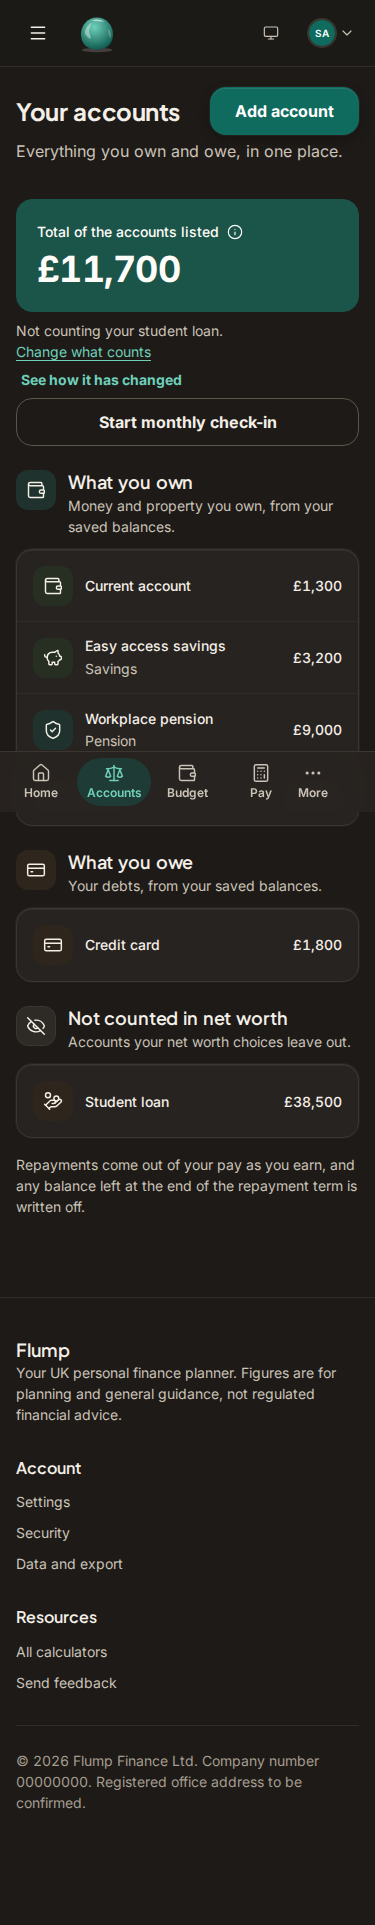 SA
Your accounts
Add account
Everything you own and owe, in one place.
Total of the accounts listed
£11,700
Not counting your student loan.
Change what counts
See how it has changed
Start monthly check-in
What you own
Money and property you own, from your
saved balances.
Current account £1,300
Easy access savings £3,200
Savings
Workplace pension £9,000
Pension
Home Accounts Budget Pay More
What you owe
Your debts, from your saved balances.
Credit card £1,800
Not counted in net worth
Accounts your net worth choices leave out.
Student loan £38,500
Repayments come out of your pay as you earn, and
any balance left at the end of the repayment term is
written off.
Flump
Your UK personal finance planner. Figures are for
planning and general guidance, not regulated
financial advice.
Account
Settings
Security
Data and export
Resources
All calculators
Send feedback
© 2026 Flump Finance Ltd. Company number
00000000. Registered office address to be
confirmed.